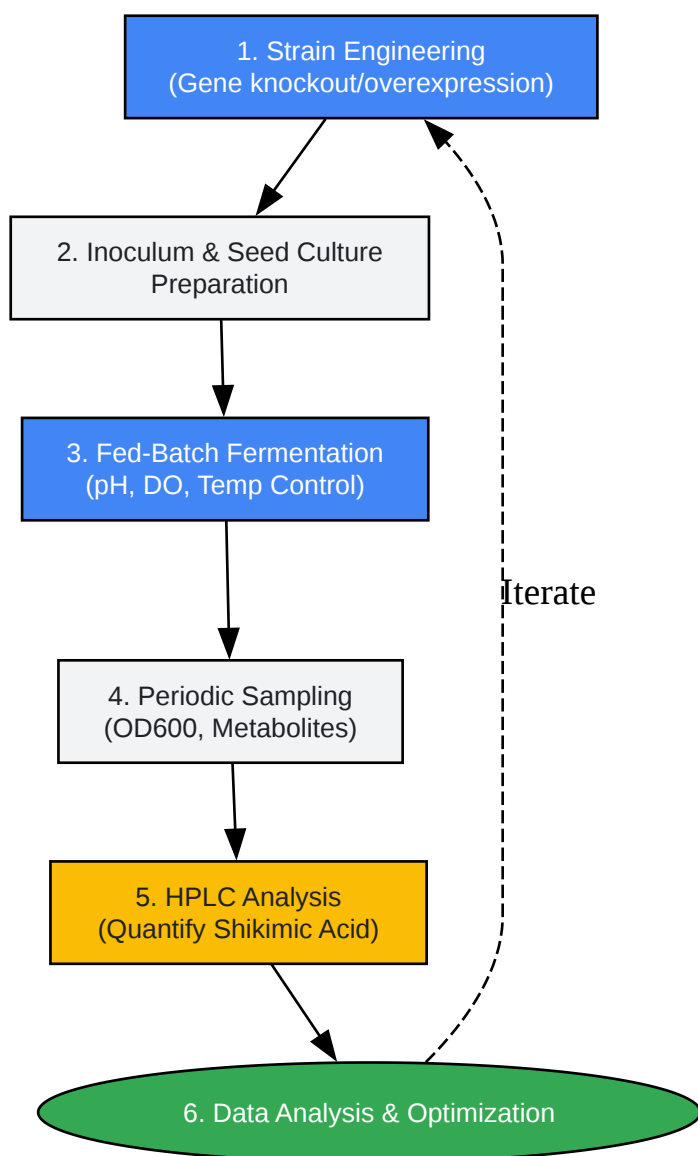 1. Strain Engineering
(Gene knockout/overexpression)
2. Inoculum & Seed Culture
Preparation
3. Fed-Batch Fermentation
(pH, DO, Temp Control)
Iterate
4. Periodic Sampling
(OD600, Metabolites)
5. HPLC Analysis
(Quantify Shikimic Acid)
6. Data Analysis & Optimization